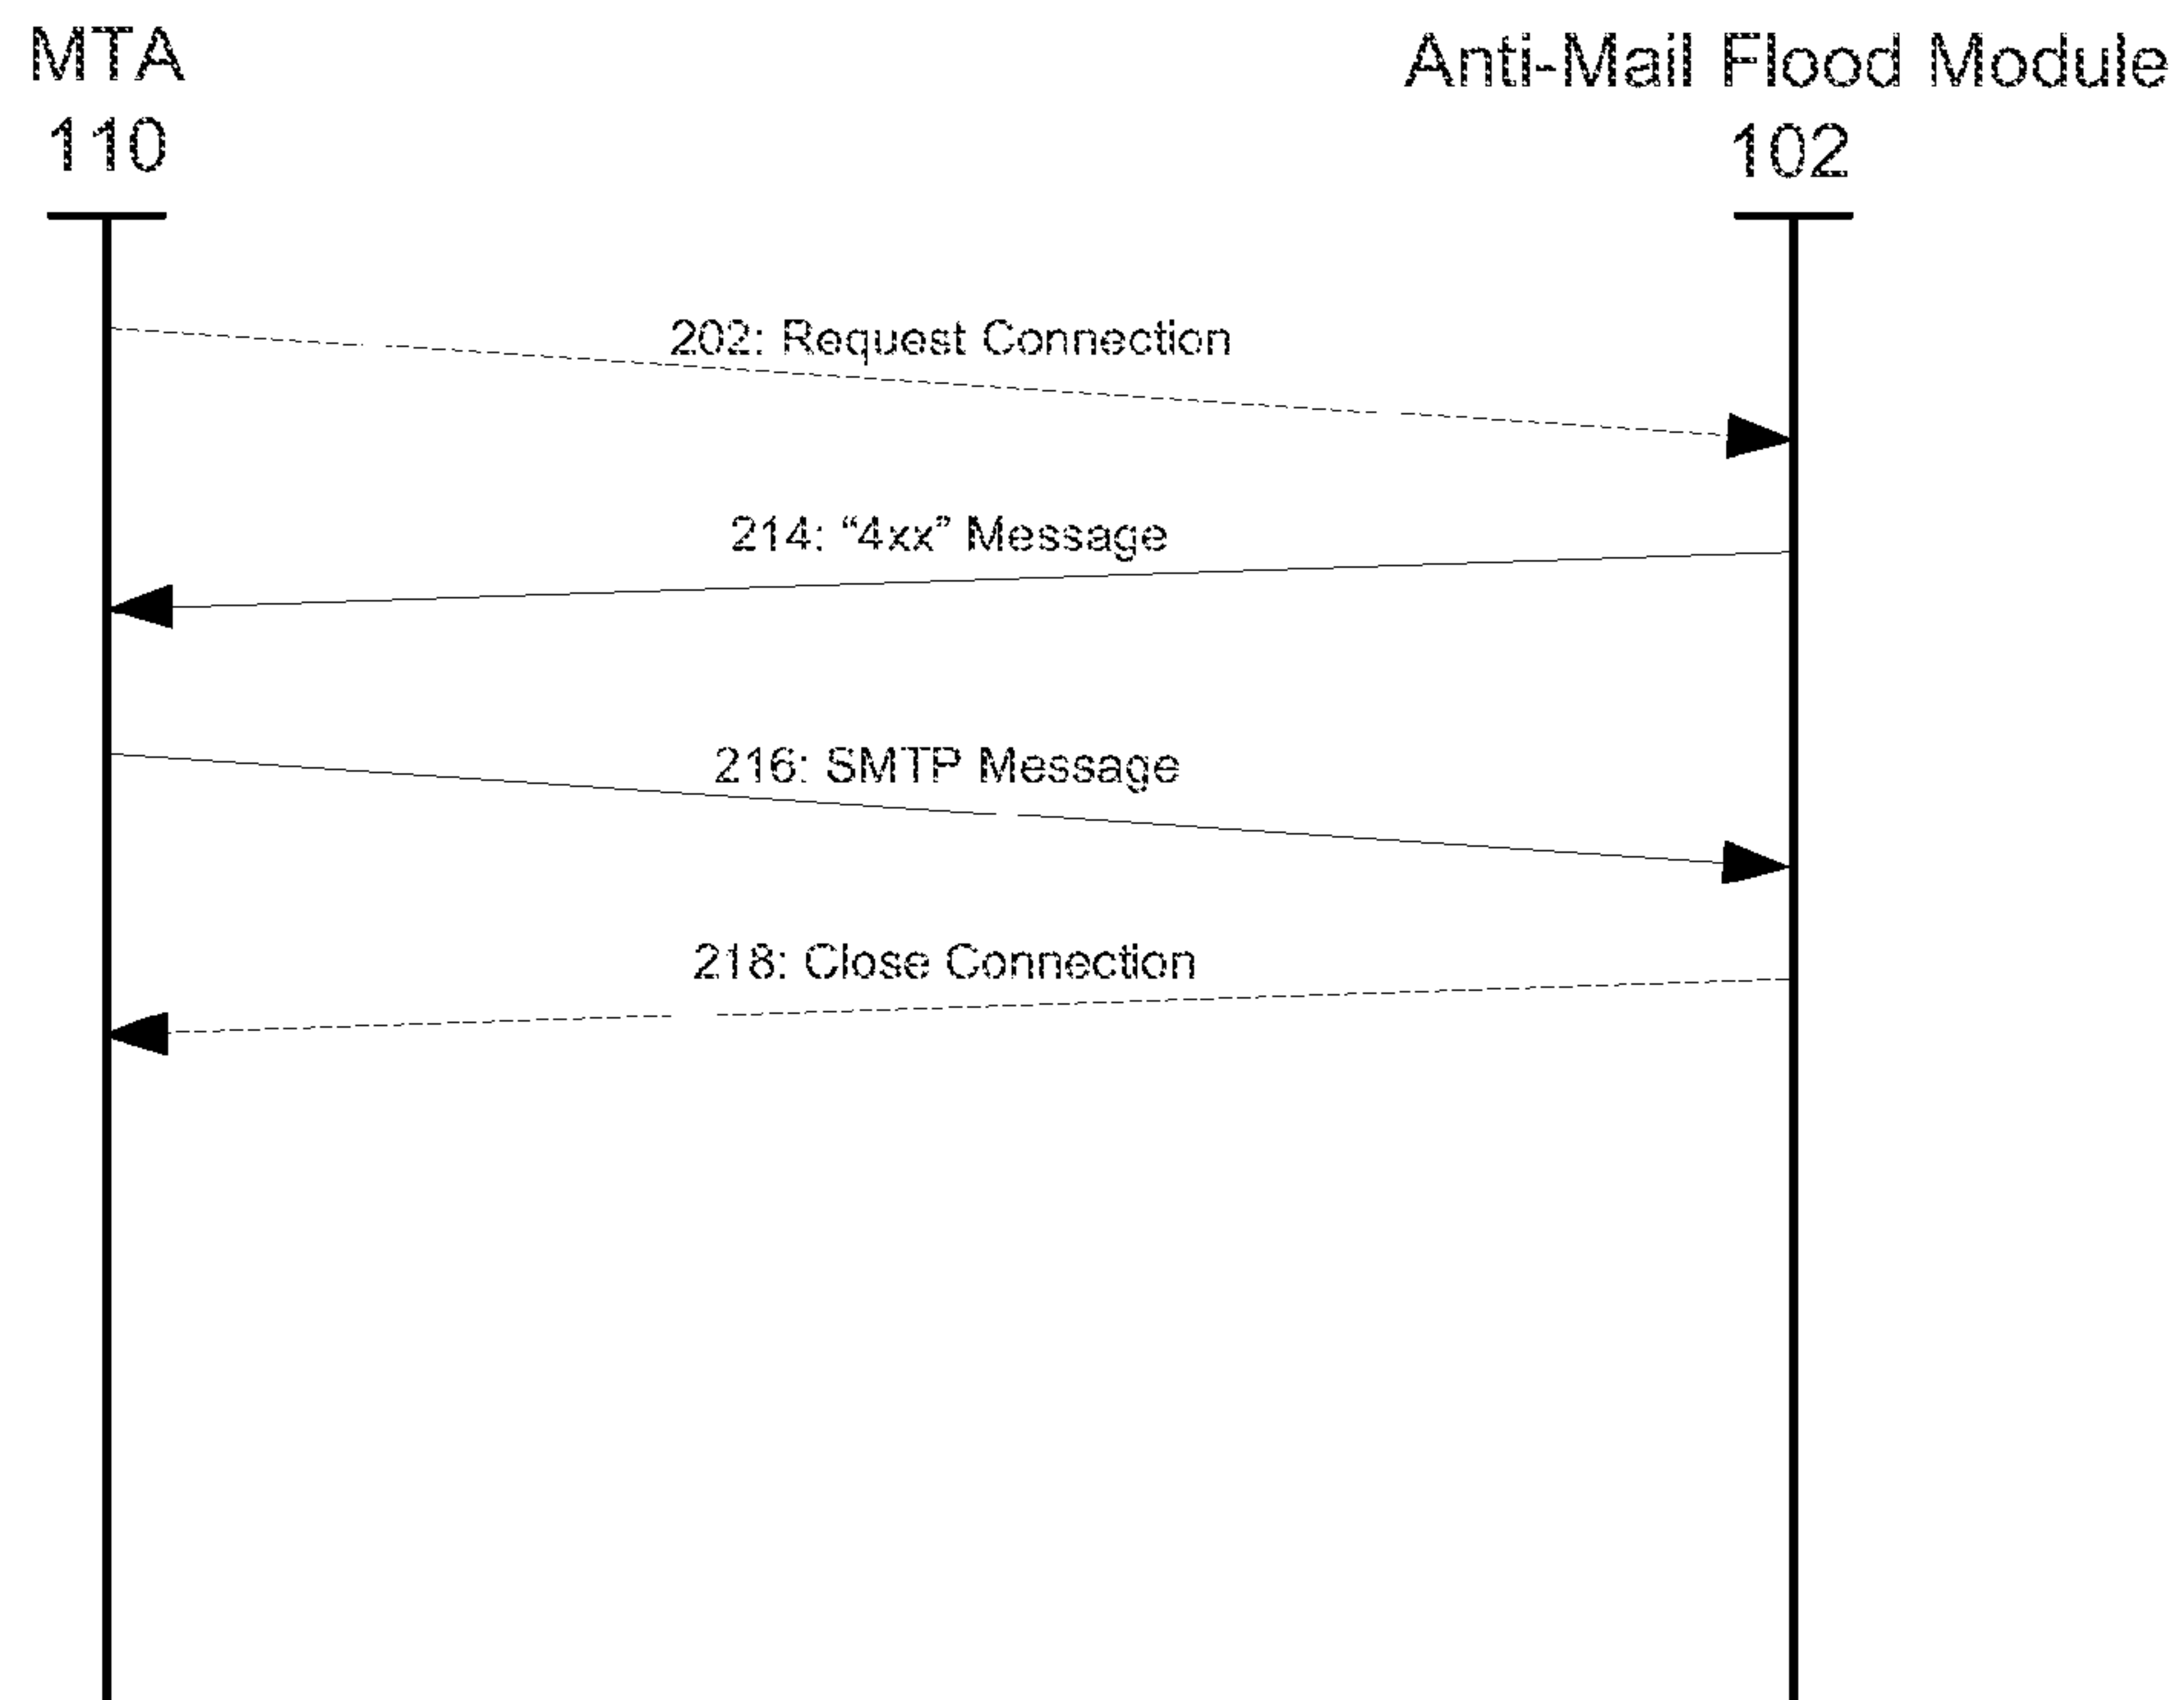 MTA
110
Anti-Mail Flood Module
102
202: Request Connection
214: “4xx” Message
216: SMTP Message
218: Close Connection